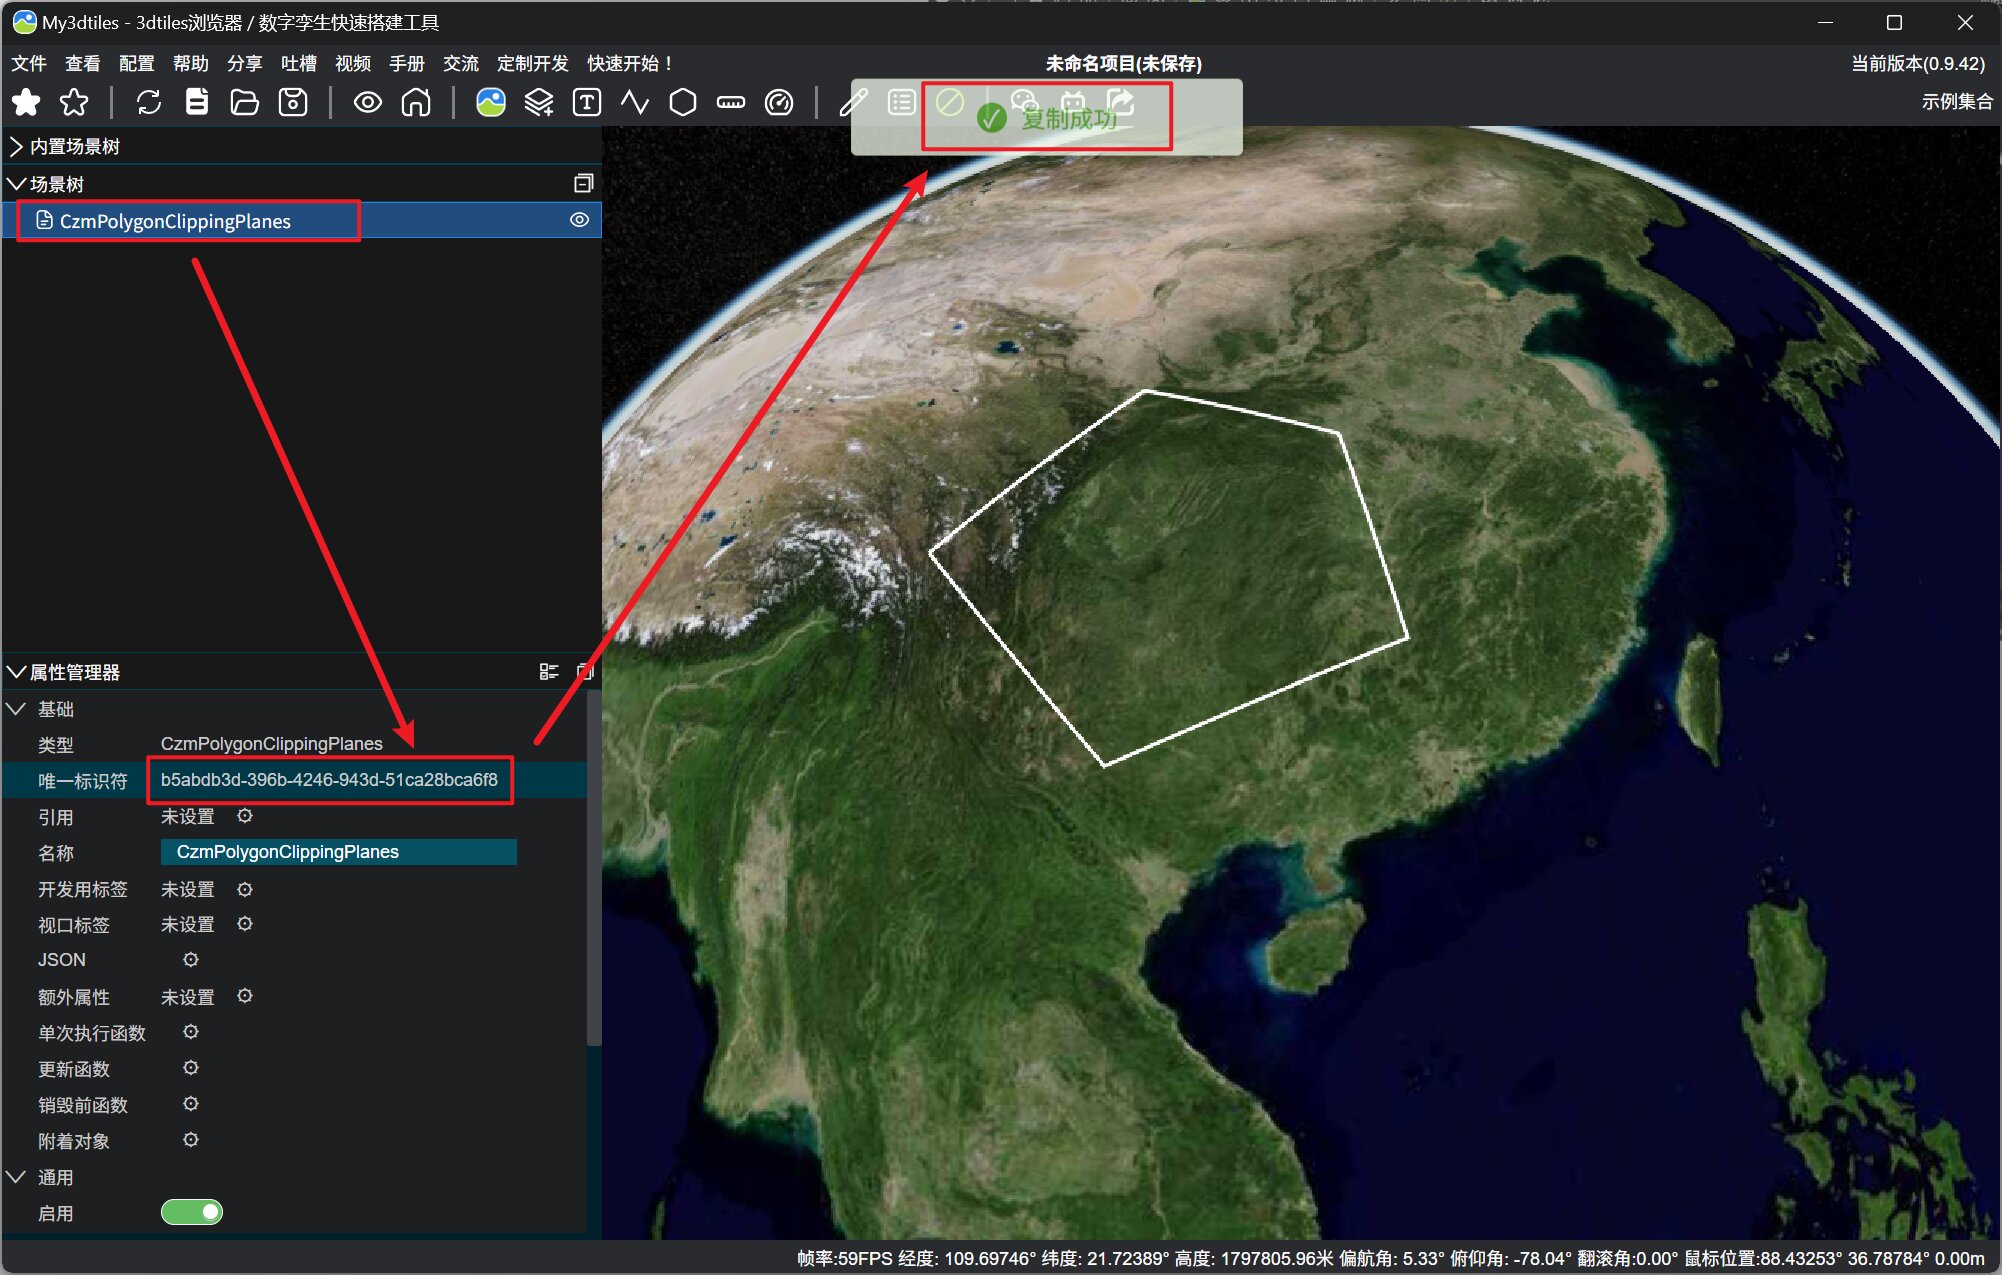 My3dtiles - 3dtiles浏览器 / 数字孪生快速搭建工具
文件 查看 配置 帮助 分享 吐槽 视频 手册 交流 定制开发 快速开始！
未命名项目(未保存)
当前版本(0.9.42)
复制成功
示例集合
内置场景树
场景树
CzmPolygonClippingPlanes
属性管理器
基础
类型 CzmPolygonClippingPlanes
唯一标识符 b5abdb3d-396b-4246-943d-51ca28bca6f8
引用 未设置
名称 CzmPolygonClippingPlanes
开发用标签 未设置
视口标签 未设置
JSON
额外属性 未设置
单次执行函数
更新函数
销毁前函数
附着对象
通用
启用
帧率:59FPS 经度: 109.69746° 纬度: 21.72389° 高度: 1797805.96米 偏航角: 5.33° 俯仰角: -78.04° 翻滚角:0.00° 鼠标位置:88.43253° 36.78784° 0.00m